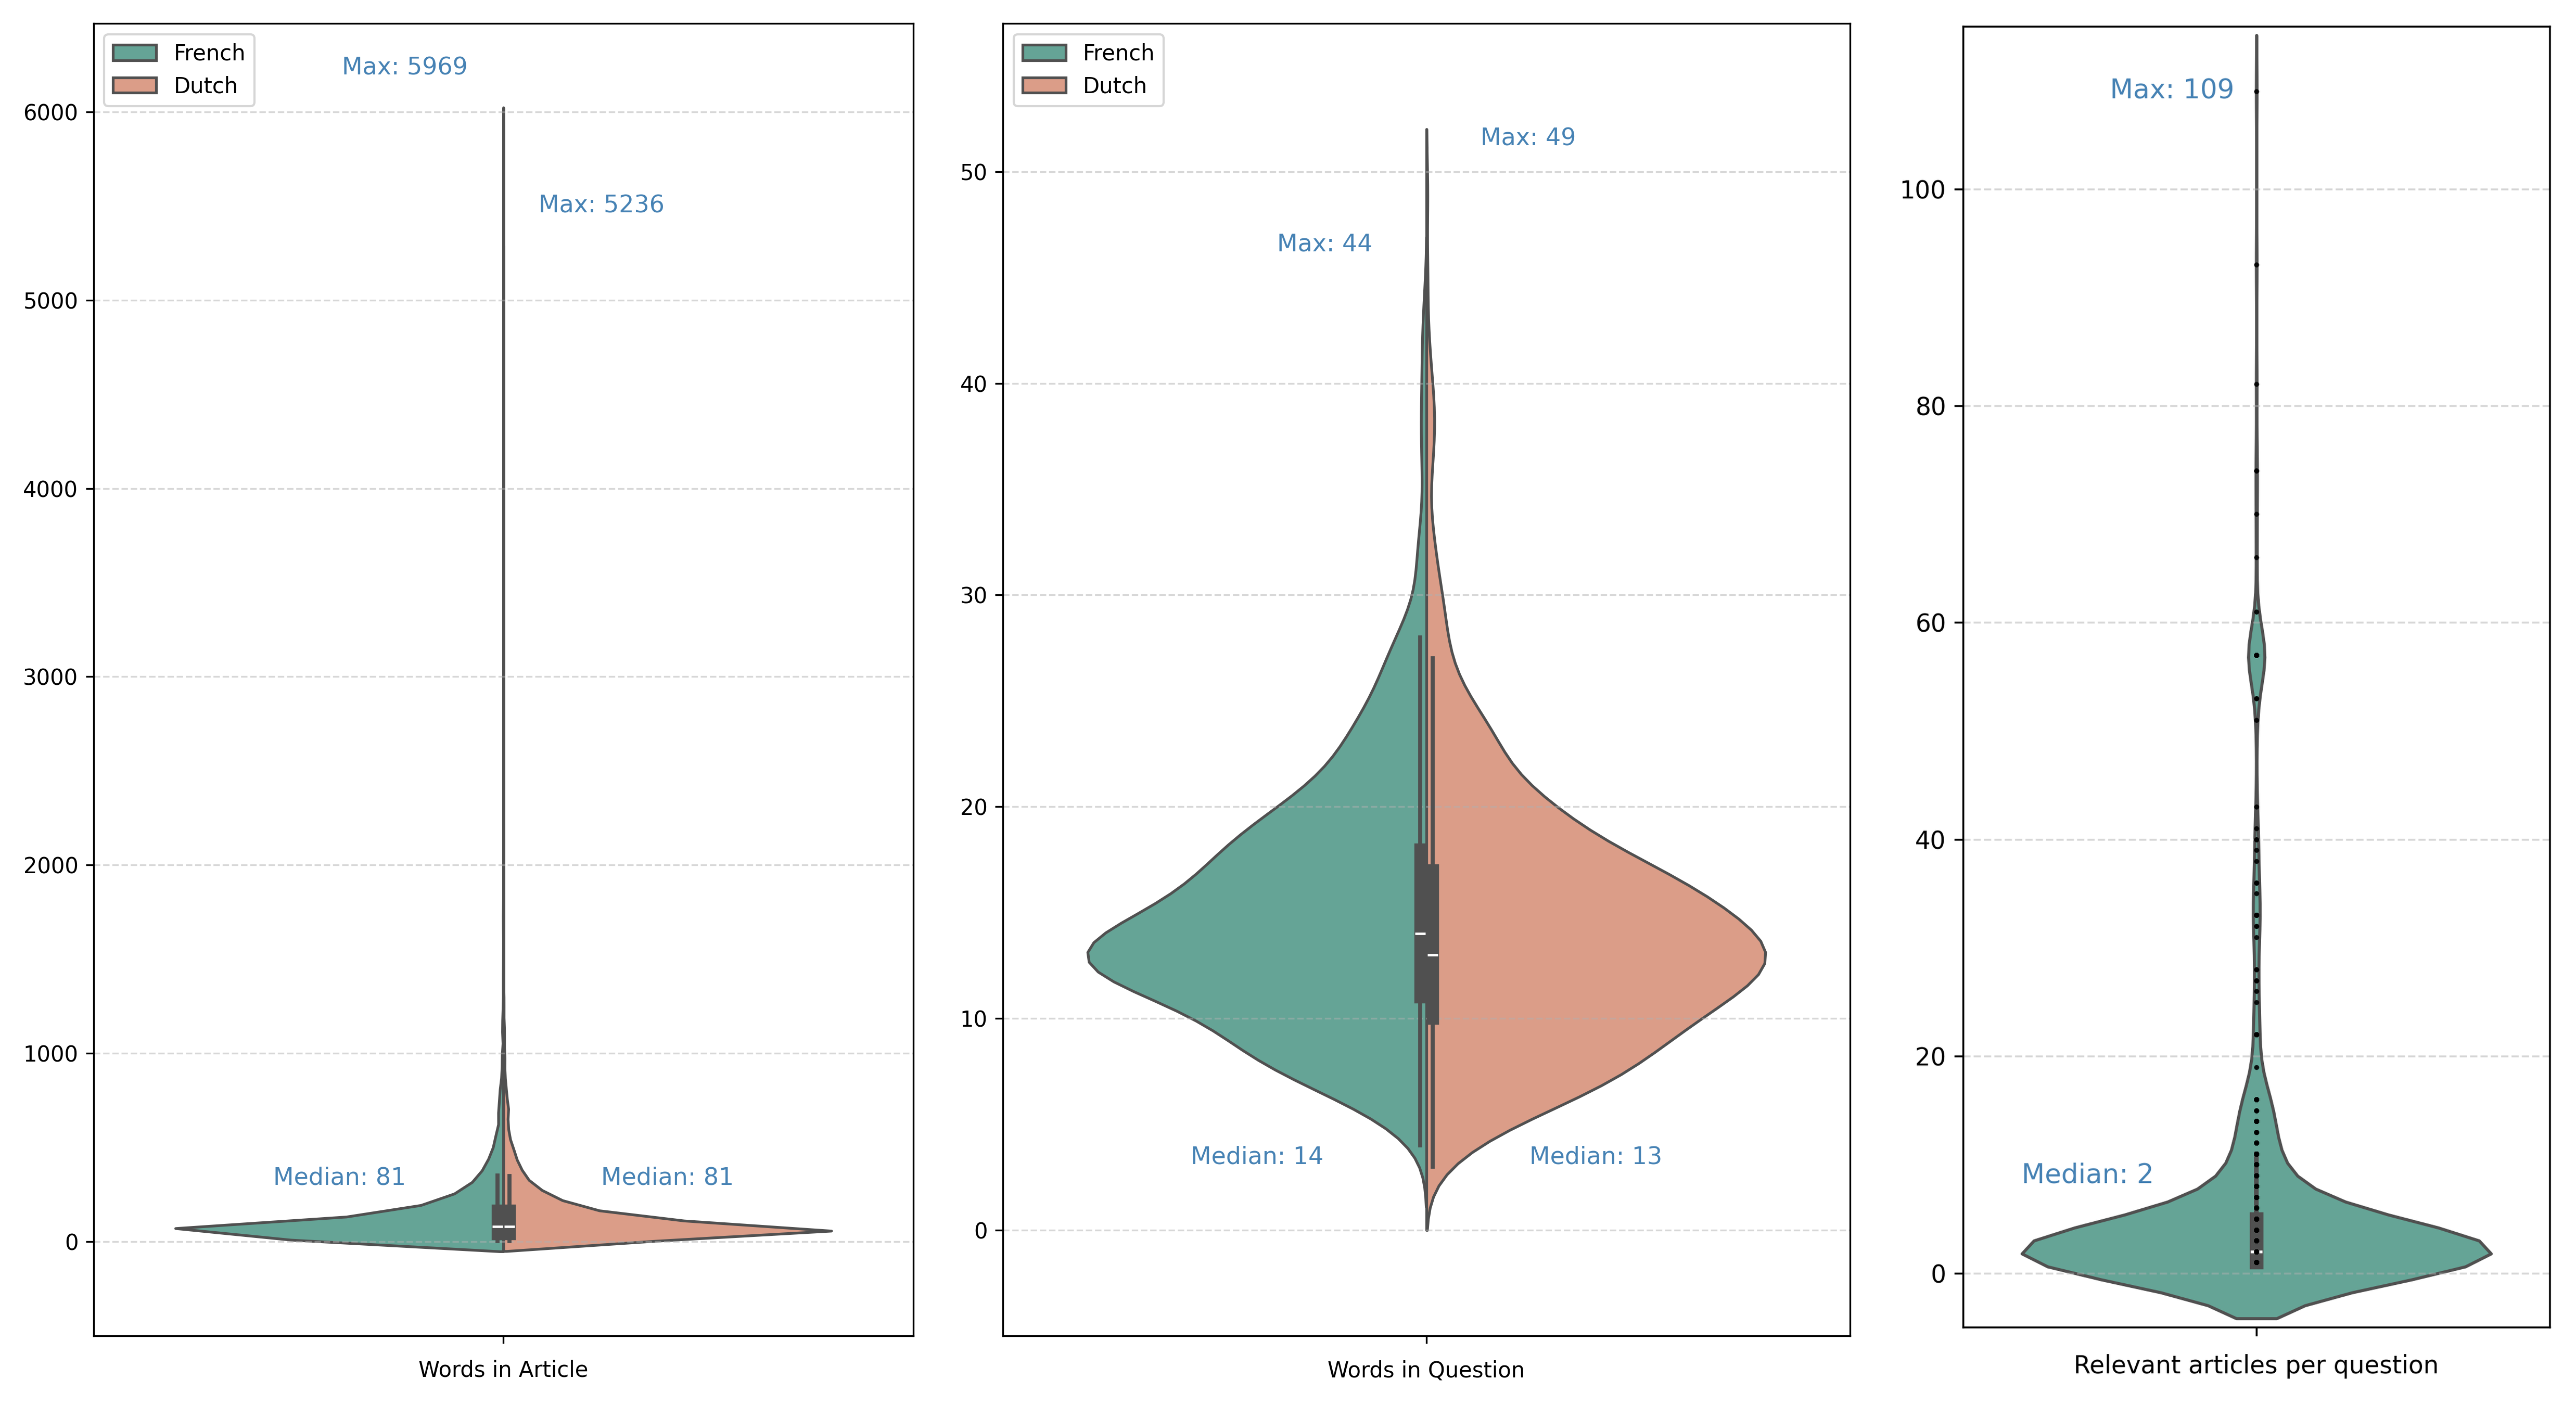 French
Dutch
Max: 5969
Max: 5236
6000
5000
4000
3000
2000
1000
0
Median: 81
Median: 81
Words in Article
French
Dutch
Max: 49
Max: 44
50
40
30
20
10
0
Median: 14
Median: 13
Words in Question
Max: 109
100
80
60
40
20
0
Median: 2
Relevant articles per question